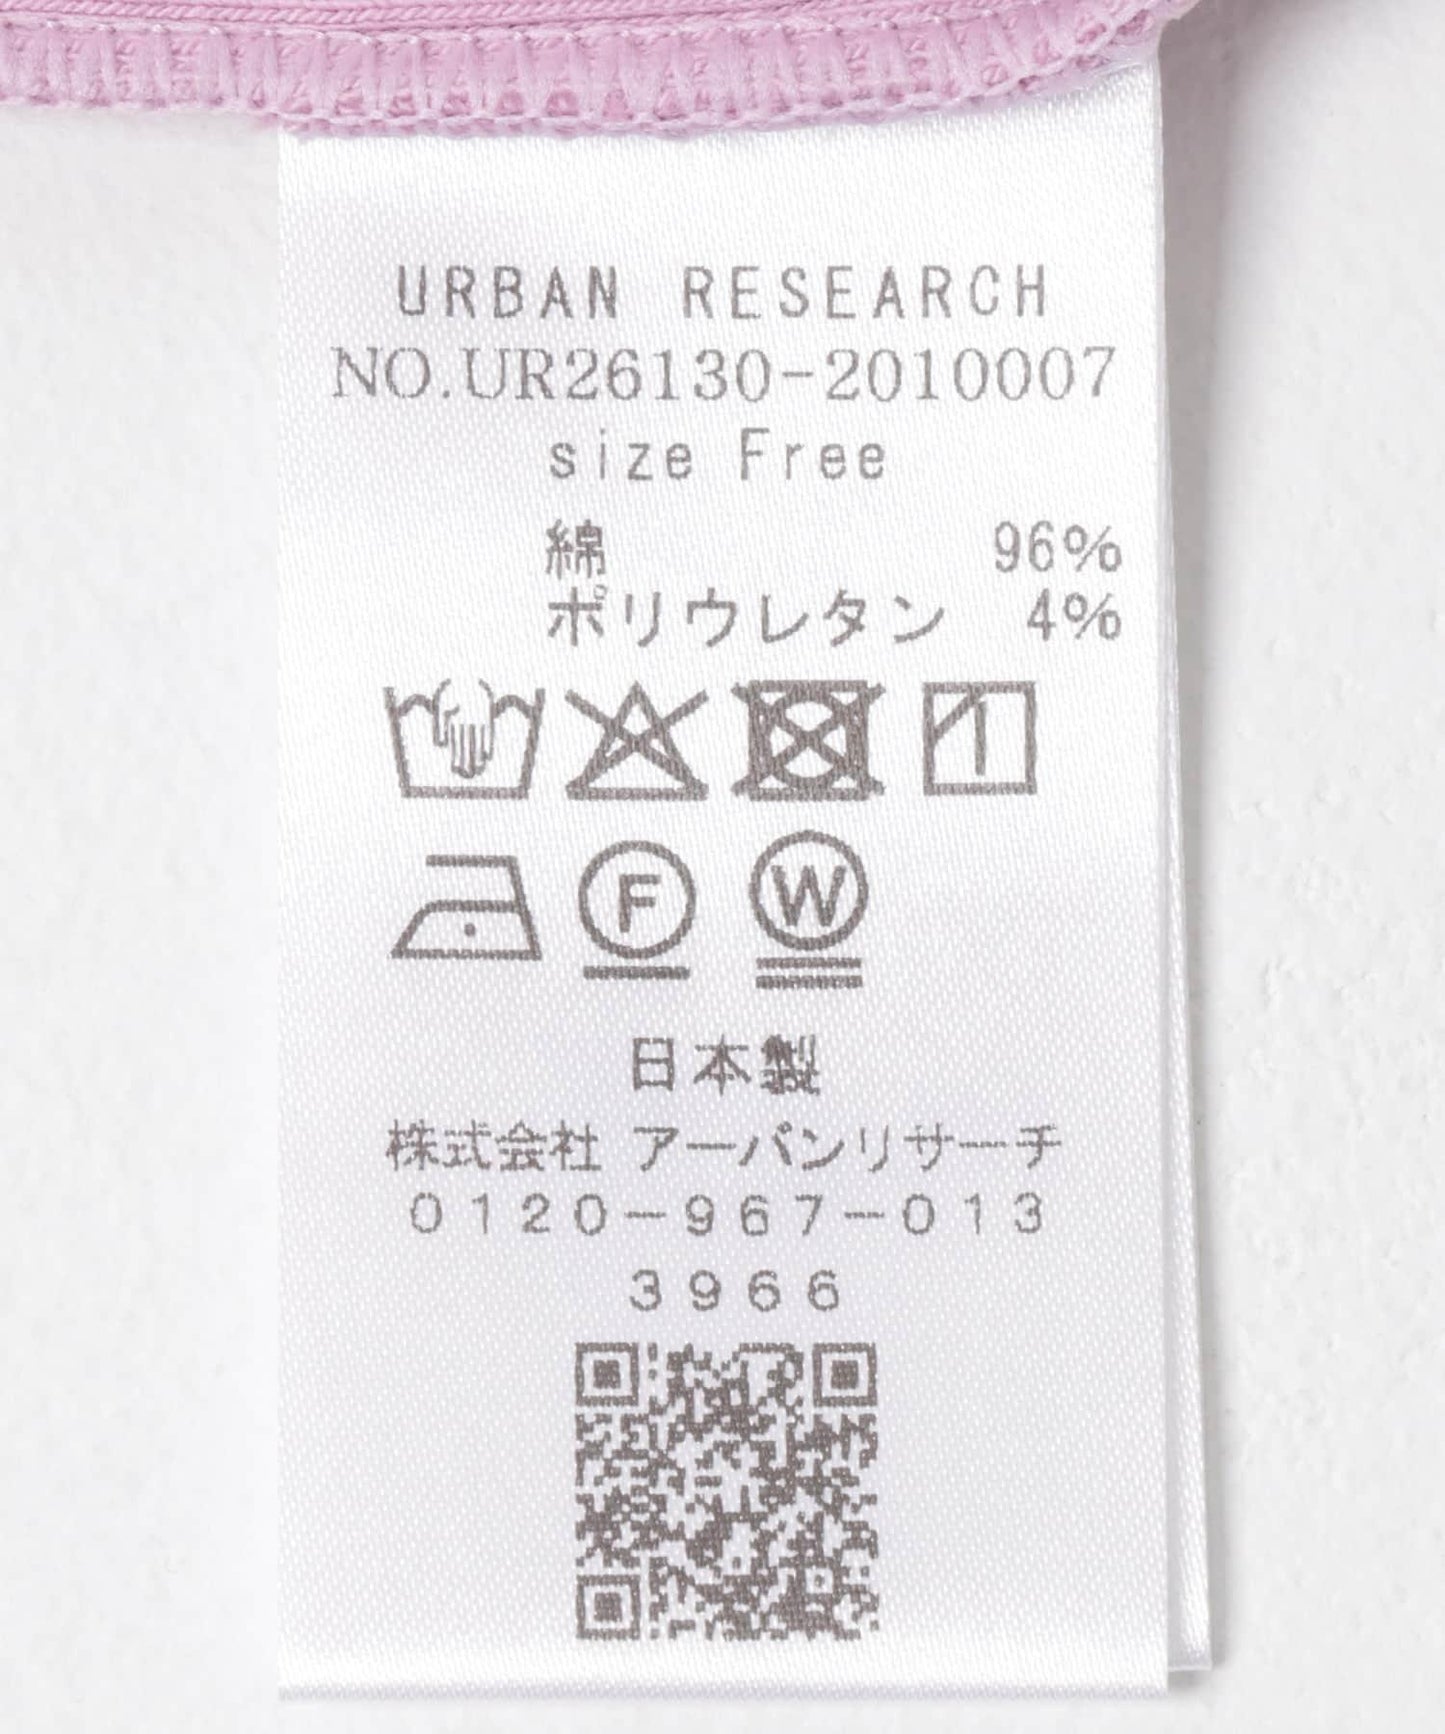 URBAN RESEARCH
NO.UR26130-2010007
size Free
綿 96%
ポリウレタン 4%
F W
日本製
株式会社 アーバンリサーチ
0120-967-013
3966